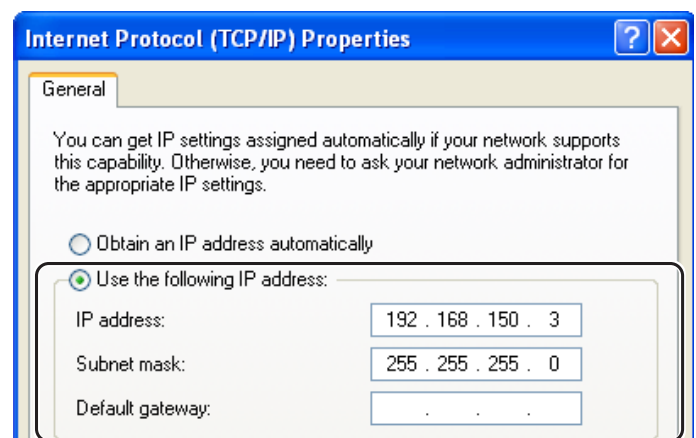 Internet Protocol (TCP/IP) Properties
General
You can get IP settings assigned automatically if your network supports
this capability. Otherwise, you need to ask your network administrator for
the appropriate IP settings.
Obtain an IP address automatically
Use the following IP address:
IP address: 192 . 168 . 150 . 3
Subnet mask: 255 . 255 . 255 . 0
Default gateway: . . .